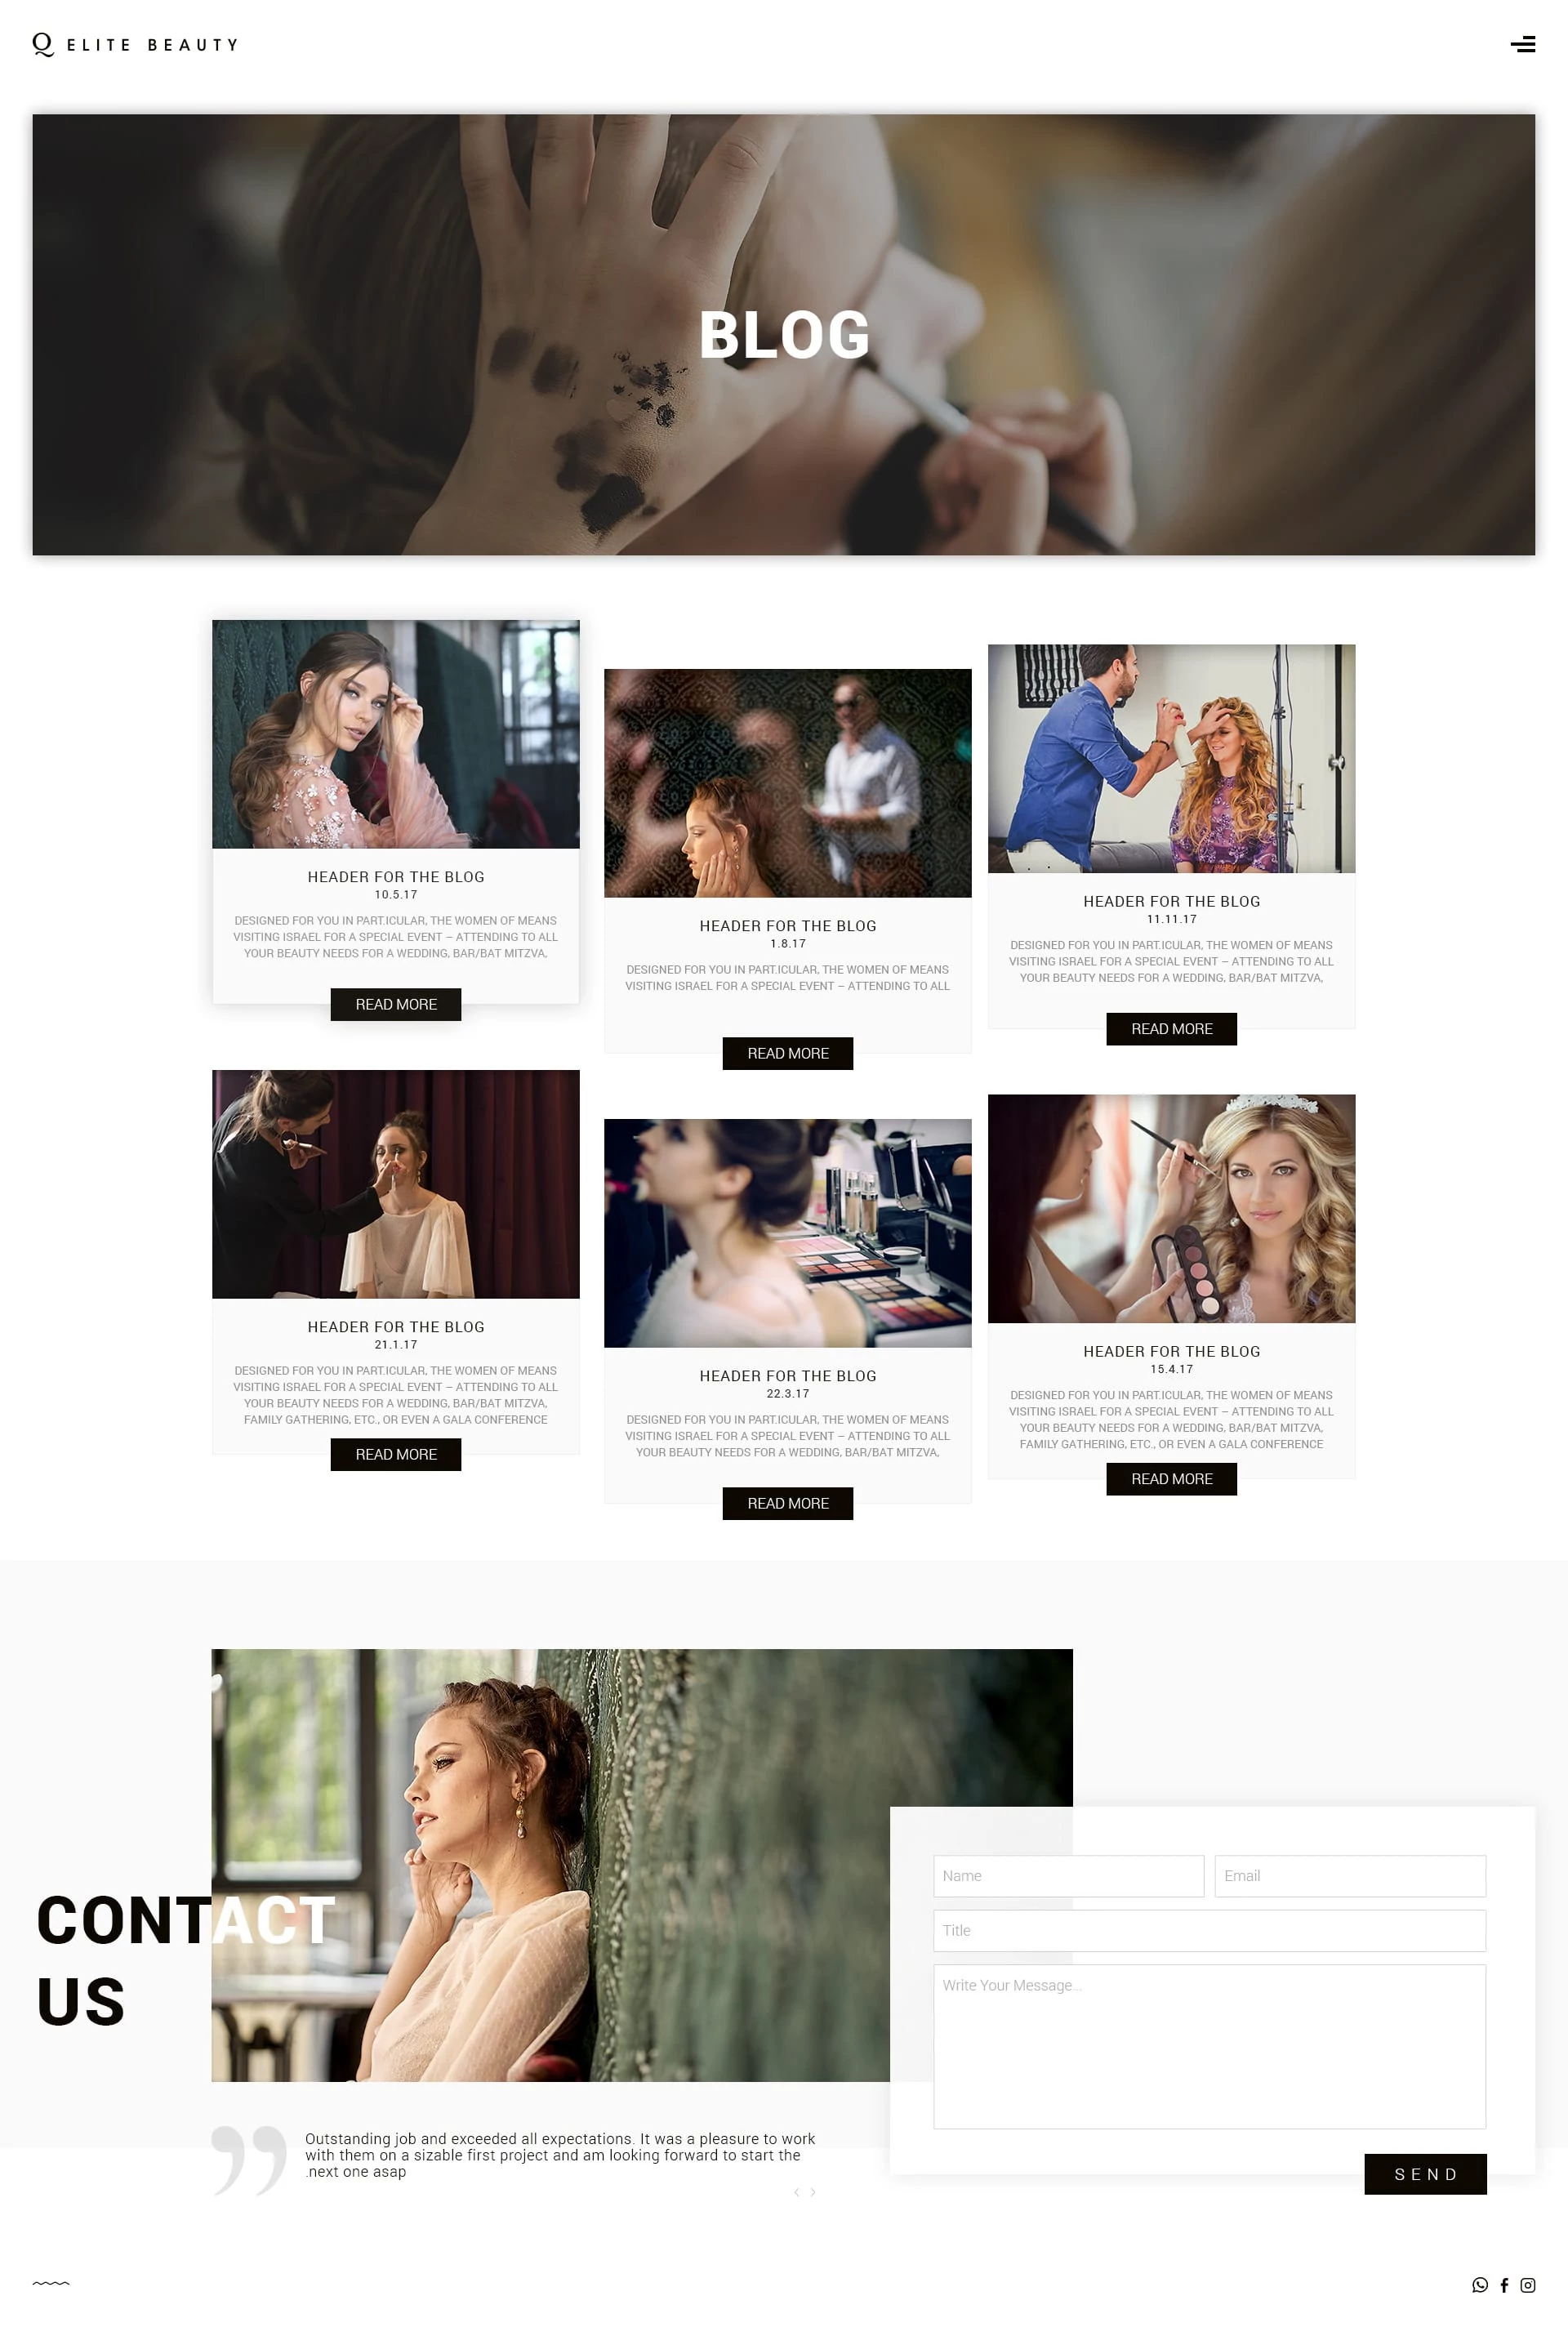 Q ELITE BEAUTY
BLOG
HEADER FOR THE BLOG
10.5.17
DESIGNED FOR YOU IN PART.ICULAR, THE WOMEN OF MEANS
VISITING ISRAEL FOR A SPECIAL EVENT – ATTENDING TO ALL
YOUR BEAUTY NEEDS FOR A WEDDING, BAR/BAT MITZVA,
READ MORE
HEADER FOR THE BLOG
1.8.17
DESIGNED FOR YOU IN PART.ICULAR, THE WOMEN OF MEANS
VISITING ISRAEL FOR A SPECIAL EVENT – ATTENDING TO ALL
READ MORE
HEADER FOR THE BLOG
11.11.17
DESIGNED FOR YOU IN PART.ICULAR, THE WOMEN OF MEANS
VISITING ISRAEL FOR A SPECIAL EVENT – ATTENDING TO ALL
YOUR BEAUTY NEEDS FOR A WEDDING, BAR/BAT MITZVA,
READ MORE
HEADER FOR THE BLOG
21.1.17
DESIGNED FOR YOU IN PART.ICULAR, THE WOMEN OF MEANS
VISITING ISRAEL FOR A SPECIAL EVENT – ATTENDING TO ALL
YOUR BEAUTY NEEDS FOR A WEDDING, BAR/BAT MITZVA,
FAMILY GATHERING, ETC., OR EVEN A GALA CONFERENCE
READ MORE
HEADER FOR THE BLOG
22.3.17
DESIGNED FOR YOU IN PART.ICULAR, THE WOMEN OF MEANS
VISITING ISRAEL FOR A SPECIAL EVENT – ATTENDING TO ALL
YOUR BEAUTY NEEDS FOR A WEDDING, BAR/BAT MITZVA,
READ MORE
HEADER FOR THE BLOG
15.4.17
DESIGNED FOR YOU IN PART.ICULAR, THE WOMEN OF MEANS
VISITING ISRAEL FOR A SPECIAL EVENT – ATTENDING TO ALL
YOUR BEAUTY NEEDS FOR A WEDDING, BAR/BAT MITZVA,
FAMILY GATHERING, ETC., OR EVEN A GALA CONFERENCE
READ MORE
CONTACT
US
Name
Email
Title
Write Your Message...
SEND
Outstanding job and exceeded all expectations. It was a pleasure to work
with them on a sizable first project and am looking forward to start the
.next one asap